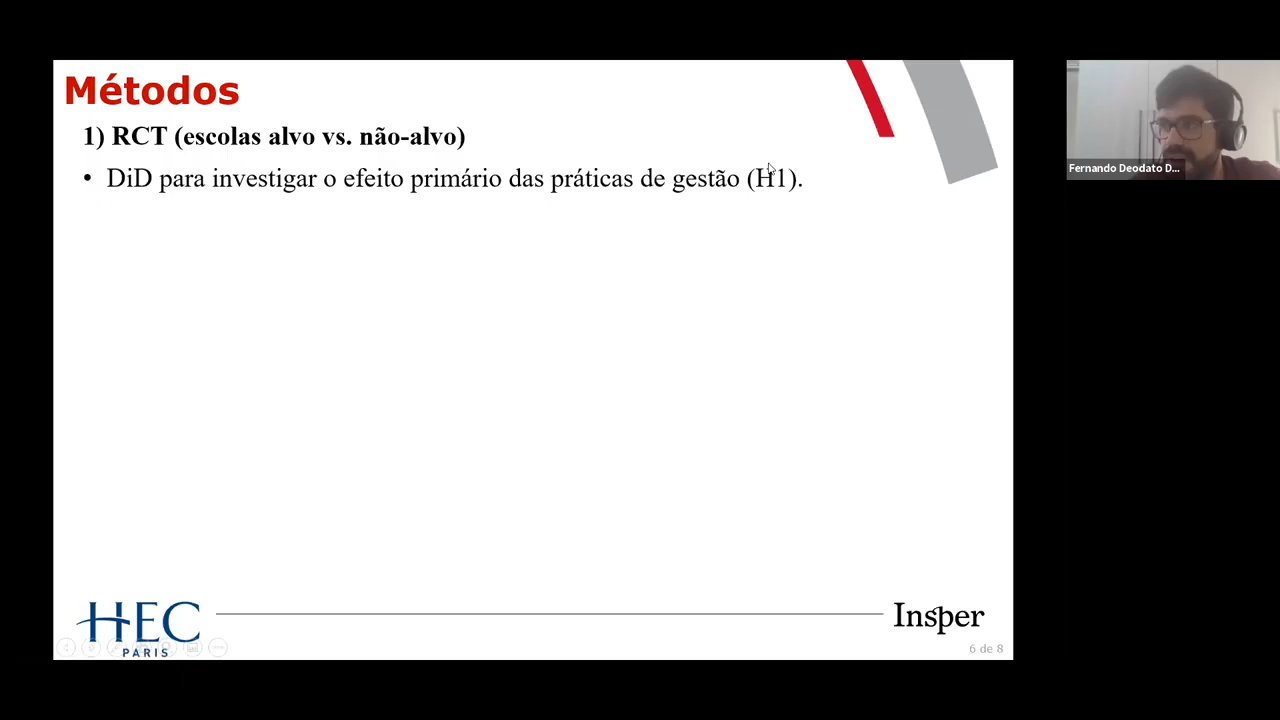 Métodos
1) RCT (escolas alvo vs. não-alvo)
• DiD para investigar o efeito primário das práticas de gestão (H1).
Fernando Deodato D...
HEC
PARIS
Insper
6 de 8